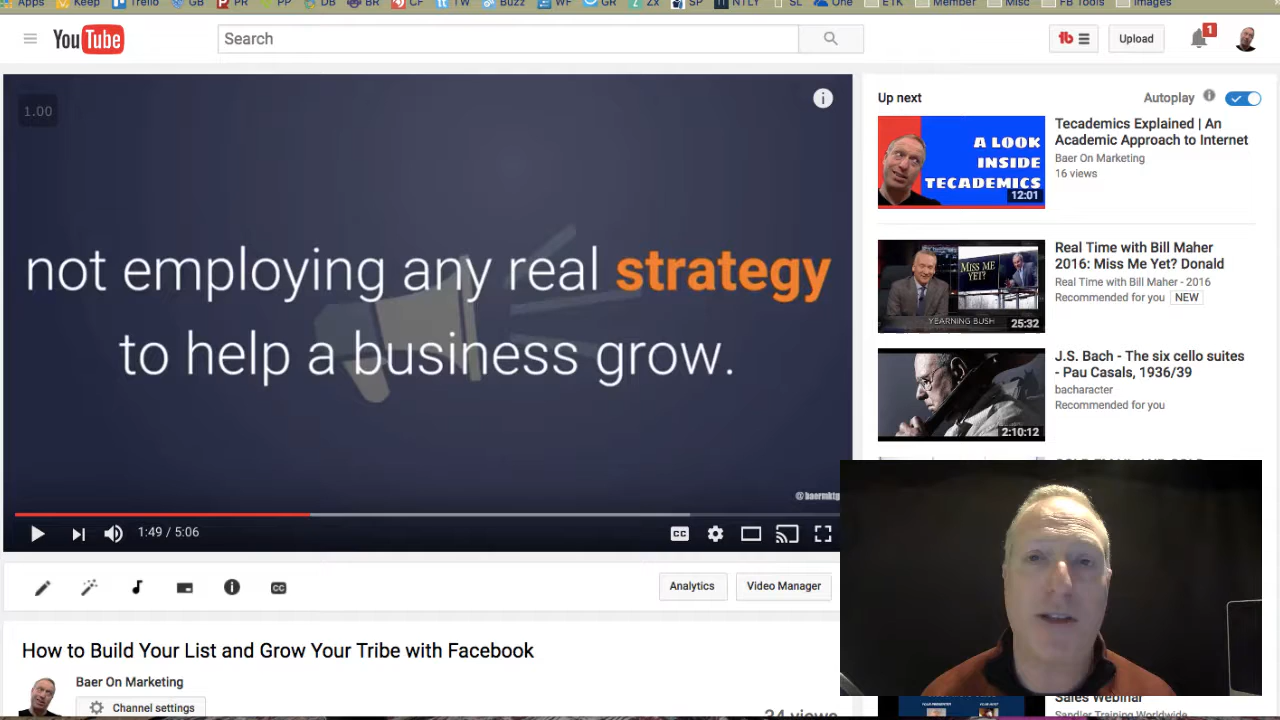 Apps Keep Trello GB PR PP DB BR CF TW Buzz WF GR Zx SP NTLY SL One ETK Member Misc FB Tools Images
YouTube
Search
Upload
1
1.00
not employing any real strategy
to help a business grow.
@baermktg
1:49 / 5:06
CC
CC
Analytics
Video Manager
How to Build Your List and Grow Your Tribe with Facebook
Baer On Marketing
Channel settings
24 views
Up next
Autoplay
A LOOK
INSIDE
TECADEMICS
12:01
Tecademics Explained | An
Academic Approach to Internet
Baer On Marketing
16 views
MISS ME
YET?
YEARNING BUSH
25:32
Real Time with Bill Maher
2016: Miss Me Yet? Donald
Real Time with Bill Maher - 2016
Recommended for you NEW
2:10:12
J.S. Bach - The six cello suites
- Pau Casals, 1936/39
bacharacter
Recommended for you
Sales Webinar
Sandler Training Worldwide